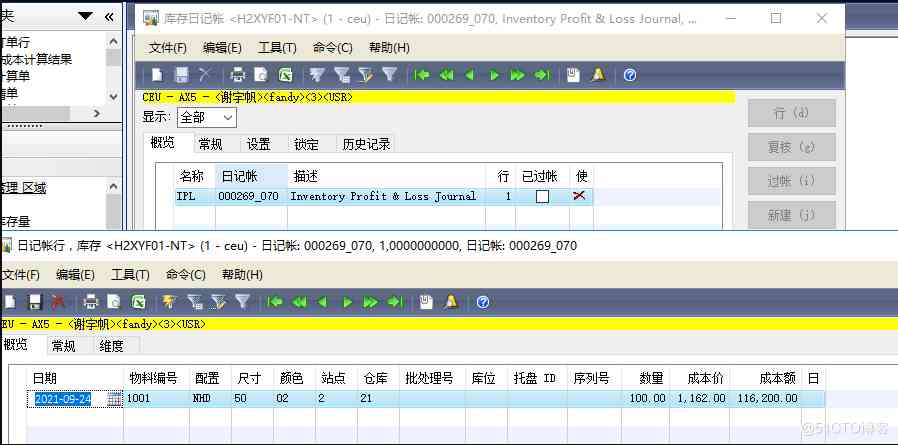 夹
订单行
成本计算结果
计算单
清单
管理 区域
库存量
库存日记帐 <H2XYF01-NT> (1 - ceu) - 日记帐: 000269_070, Inventory Profit & Loss Journal, ...
文件(F) 编辑(E) 工具(T) 命令(C) 帮助(H)
CEU - AX5 - <谢宇帆><fandy><3><USR>
显示: 全部
概览 常规 设置 锁定 历史记录
名称 日记帐 描述 行 已过帐 使
IPL 000269_070 Inventory Profit & Loss Journal 1
行 (d)
复核 (g)
过帐 (i)
新建 (j)
日记帐行，库存 <H2XYF01-NT> (1 - ceu) - 日记帐: 000269_070, 1,0000000000, 日记帐: 000269_070
文件(F) 编辑(E) 工具(T) 命令(C) 帮助(H)
EU - AX5 - <谢宇帆><fandy><3><USR>
概览 常规 维度
日期 物料编号 配置 尺寸 颜色 站点 仓库 批处理号 库位 托盘 ID 序列号 数量 成本价 成本额 日
2021-09-24 1001 NHD 50 02 2 21 100.00 1,162.00 116,200.00
@51CTO博客